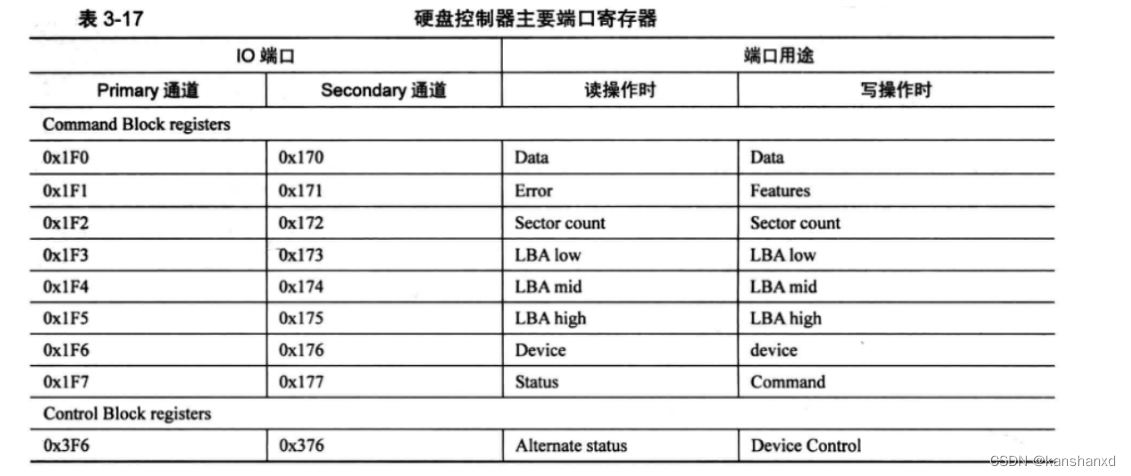 表 3-17 硬盘控制器主要端口寄存器
IO 端口 端口用途
Primary 通道 Secondary 通道 读操作时 写操作时
Command Block registers
0x1F0 0x170 Data Data
0x1F1 0x171 Error Features
0x1F2 0x172 Sector count Sector count
0x1F3 0x173 LBA low LBA low
0x1F4 0x174 LBA mid LBA mid
0x1F5 0x175 LBA high LBA high
0x1F6 0x176 Device device
0x1F7 0x177 Status Command
Control Block registers
0x3F6 0x376 Alternate status Device Control
CSDN @kanshanxd